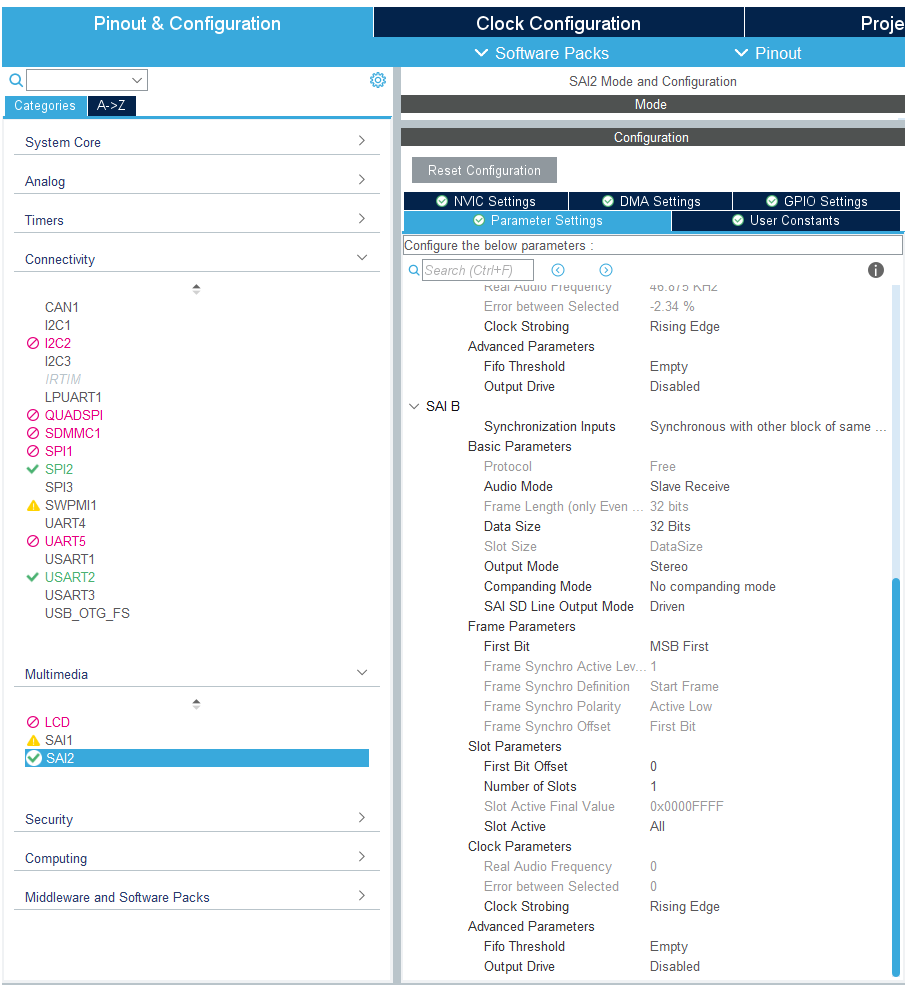 Pinout & Configuration
Clock Configuration
Proje
Software Packs
Pinout
Categories
A->Z
System Core
Analog
Timers
Connectivity
CAN1
I2C1
I2C2
I2C3
IRTIM
LPUART1
QUADSPI
SDMMC1
SPI1
SPI2
SPI3
SWPMI1
UART4
UART5
USART1
USART2
USART3
USB_OTG_FS
Multimedia
LCD
SAI1
SAI2
Security
Computing
Middleware and Software Packs
SAI2 Mode and Configuration
Mode
Configuration
Reset Configuration
NVIC Settings
DMA Settings
GPIO Settings
Parameter Settings
User Constants
Configure the below parameters :
Search (Ctrl+F)
Real Audio Frequency 46.875 KHz
Error between Selected -2.34 %
Clock Strobing Rising Edge
Advanced Parameters
Fifo Threshold Empty
Output Drive Disabled
SAI B
Synchronization Inputs Synchronous with other block of same ...
Basic Parameters
Protocol Free
Audio Mode Slave Receive
Frame Length (only Even ... 32 bits
Data Size 32 Bits
Slot Size DataSize
Output Mode Stereo
Companding Mode No companding mode
SAI SD Line Output Mode Driven
Frame Parameters
First Bit MSB First
Frame Synchro Active Lev... 1
Frame Synchro Definition Start Frame
Frame Synchro Polarity Active Low
Frame Synchro Offset First Bit
Slot Parameters
First Bit Offset 0
Number of Slots 1
Slot Active Final Value 0x0000FFFF
Slot Active All
Clock Parameters
Real Audio Frequency 0
Error between Selected 0
Clock Strobing Rising Edge
Advanced Parameters
Fifo Threshold Empty
Output Drive Disabled